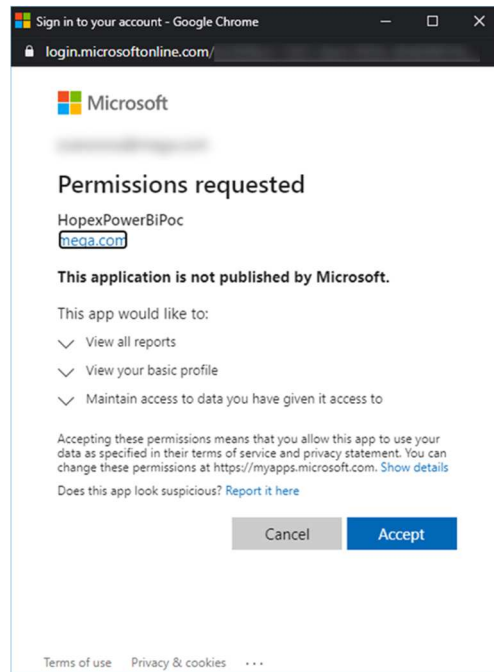 Sign in to your account - Google Chrome
login.microsoftonline.com/
Microsoft
Permissions requested
HopexPowerBiPoc
mega.com
This application is not published by Microsoft.
This app would like to:
View all reports
View your basic profile
Maintain access to data you have given it access to
Accepting these permissions means that you allow this app to use your
data as specified in their terms of service and privacy statement. You can
change these permissions at https://myapps.microsoft.com. Show details
Does this app look suspicious? Report it here
Cancel Accept
Terms of use Privacy & cookies ...